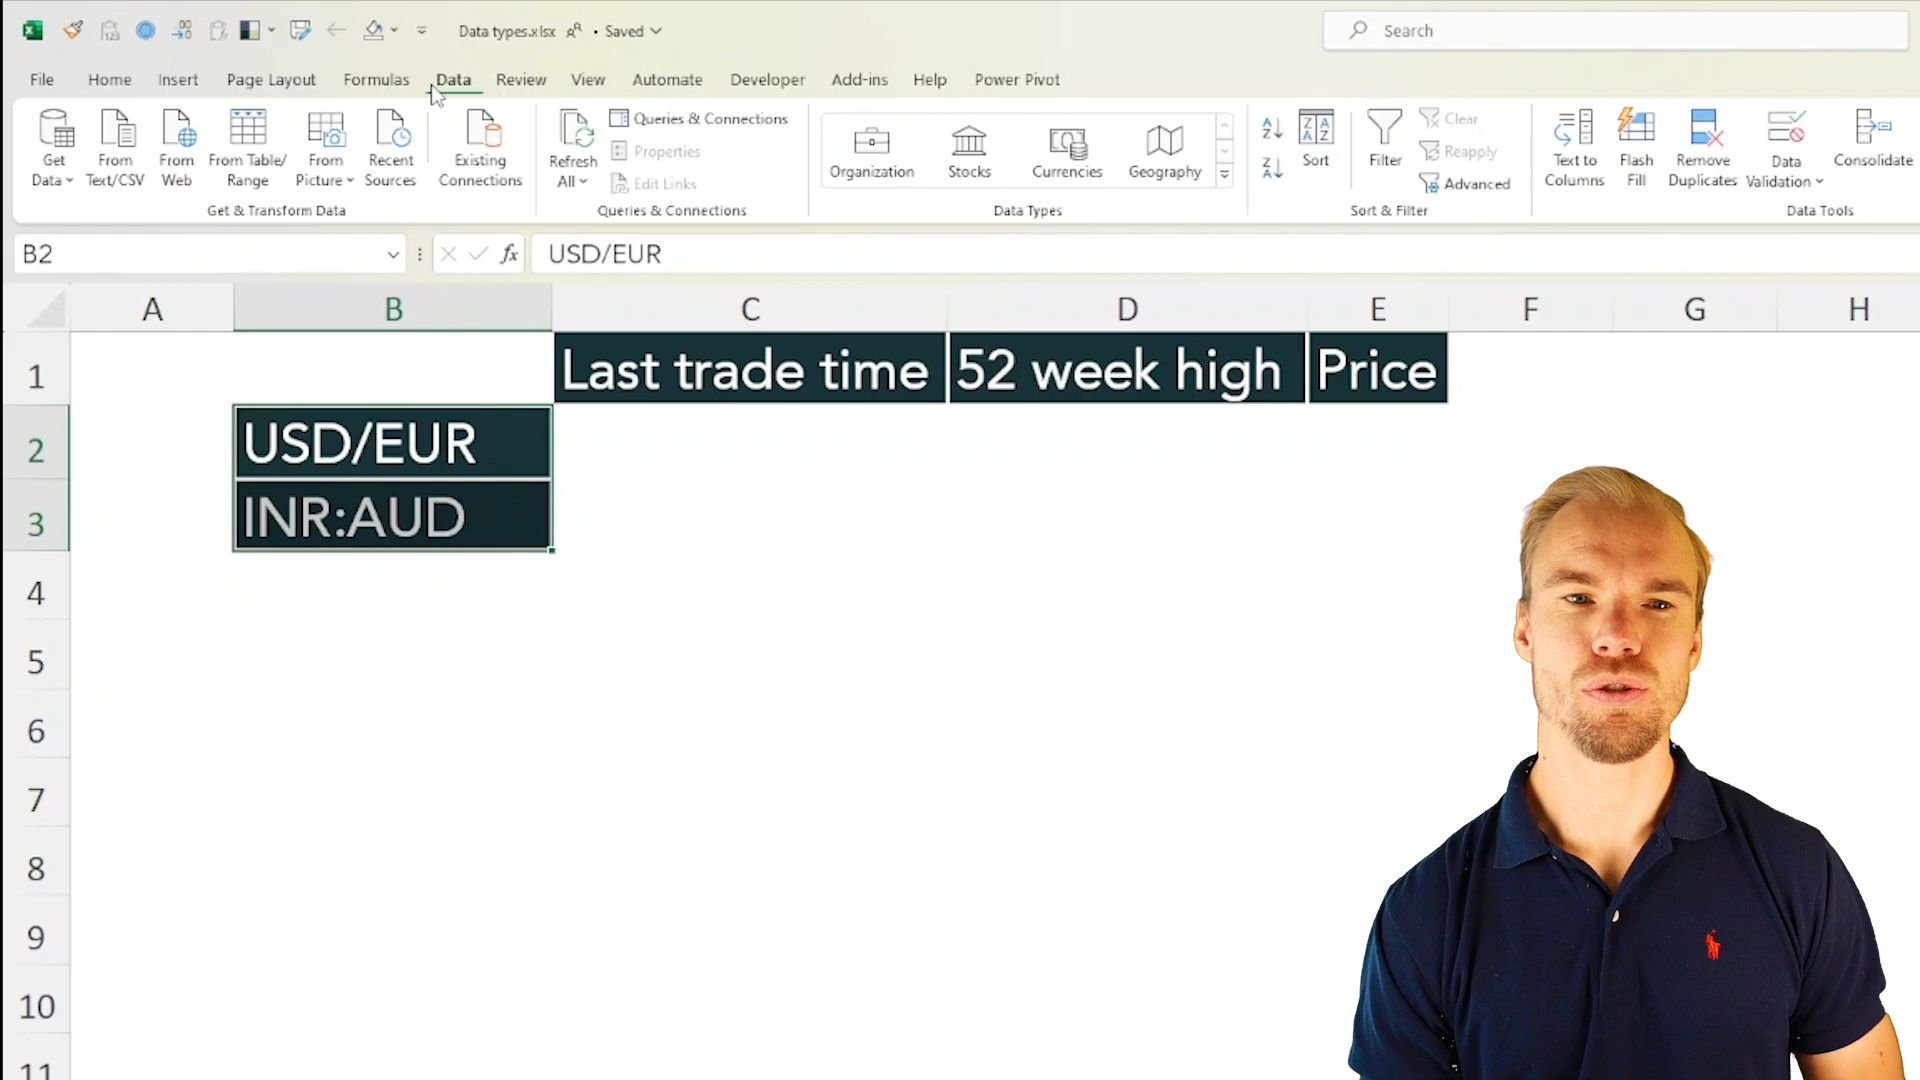 Data types.xlsx • Saved
Search
File Home Insert Page Layout Formulas Data Review View Automate Developer Add-ins Help Power Pivot
Get Data
From Text/CSV
From Web
From Table/ Range
From Picture
Recent Sources
Existing Connections
Get & Transform Data
Refresh All
Queries & Connections
Properties
Edit Links
Queries & Connections
Organization
Stocks
Currencies
Geography
Data Types
Sort
Filter
Clear
Reapply
Advanced
Sort & Filter
Text to Columns
Flash Fill
Remove Duplicates
Data Validation
Consolidate
Data Tools
B2
fx
USD/EUR
A B C D E F G H
1 Last trade time 52 week high Price
2 USD/EUR
3 INR:AUD
4
5
6
7
8
9
10
11